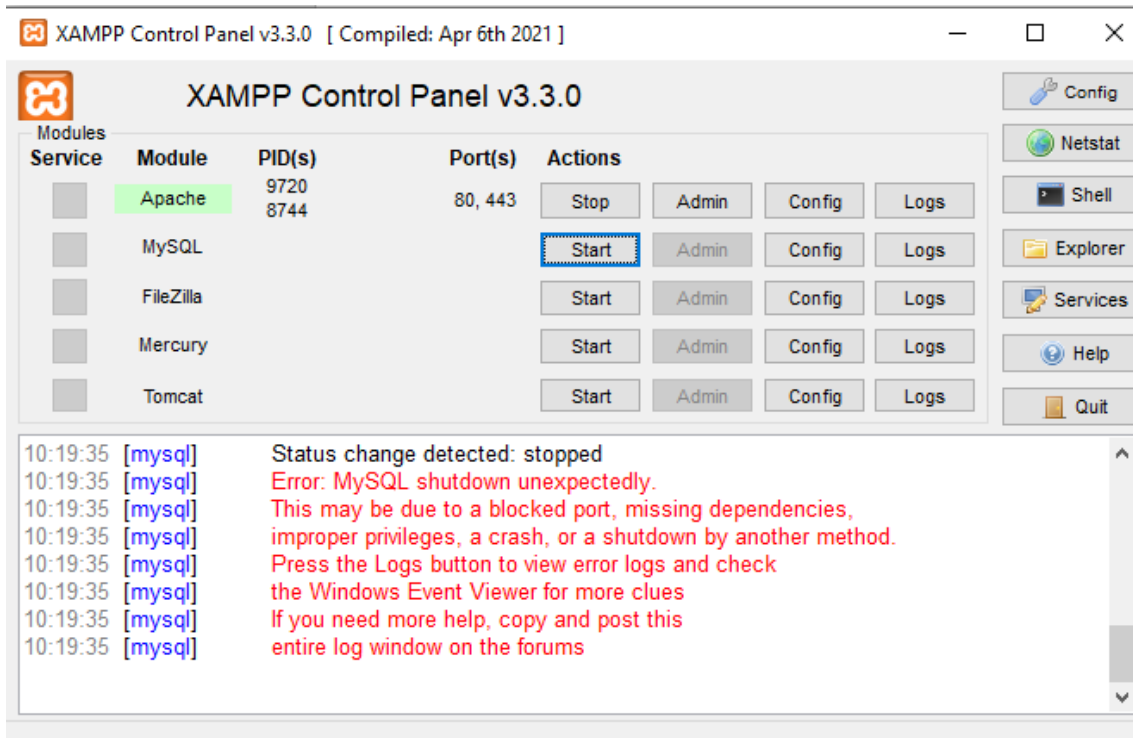 XAMPP Control Panel v3.3.0 [ Compiled: Apr 6th 2021 ]
XAMPP Control Panel v3.3.0
Config
Modules
Service Module PID(s) Port(s) Actions
Netstat
Apache 9720 8744 80, 443 Stop Admin Config Logs
Shell
MySQL Start Admin Config Logs
Explorer
FileZilla Start Admin Config Logs
Services
Mercury Start Admin Config Logs
Help
Tomcat Start Admin Config Logs
Quit
10:19:35 [mysql] Status change detected: stopped
10:19:35 [mysql] Error: MySQL shutdown unexpectedly.
10:19:35 [mysql] This may be due to a blocked port, missing dependencies,
10:19:35 [mysql] improper privileges, a crash, or a shutdown by another method.
10:19:35 [mysql] Press the Logs button to view error logs and check
10:19:35 [mysql] the Windows Event Viewer for more clues
10:19:35 [mysql] If you need more help, copy and post this
10:19:35 [mysql] entire log window on the forums